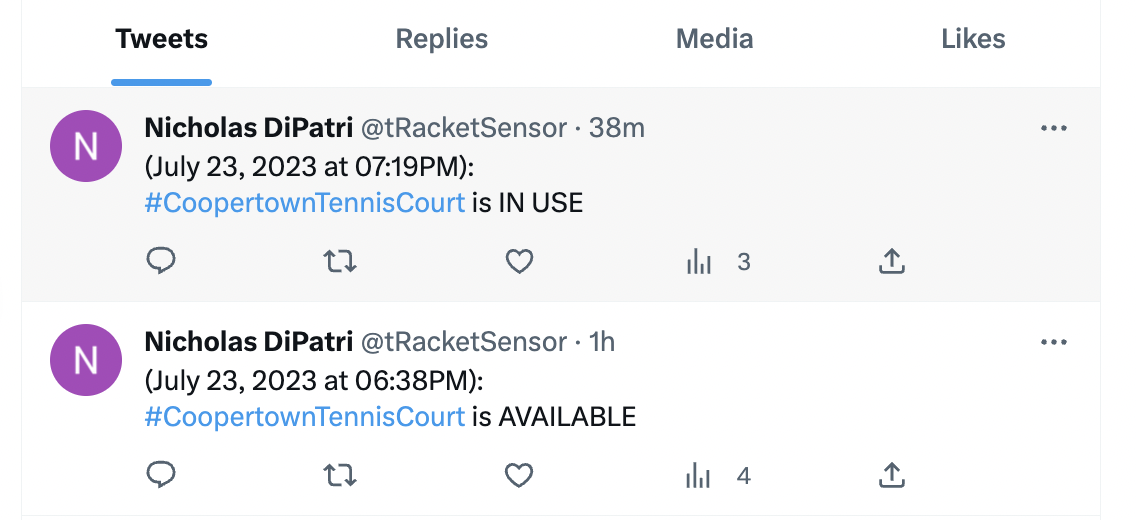 Tweets Replies Media Likes
N
Nicholas DiPatri @tRacketSensor · 38m
(July 23, 2023 at 07:19PM):
#CoopertownTennisCourt is IN USE
3
N
Nicholas DiPatri @tRacketSensor · 1h
(July 23, 2023 at 06:38PM):
#CoopertownTennisCourt is AVAILABLE
4